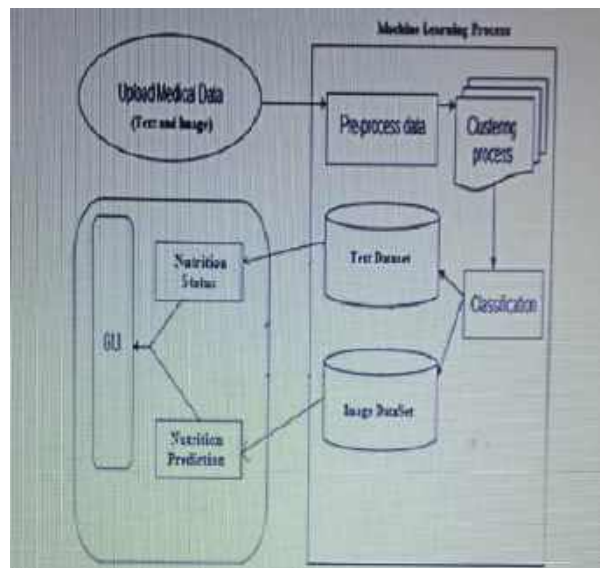 Machine Learning Process
Upload Medical Data
(Text and Image)
Pre-process data
Clustering
process
Text Dataset
Classification
Nutrition
Status
GUI
Image DataSet
Nutrition
Prediction